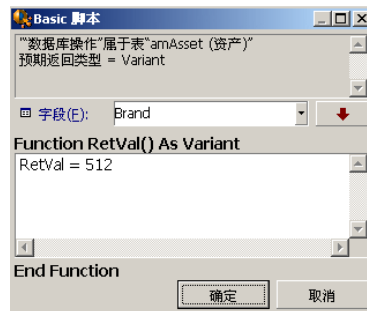 Basic 脚本
"“数据库操作”属于表“amAsset (资产)”
预期返回类型 = Variant
字段(F): Brand
Function RetVal() As Variant
RetVal = 512
End Function
确定 取消